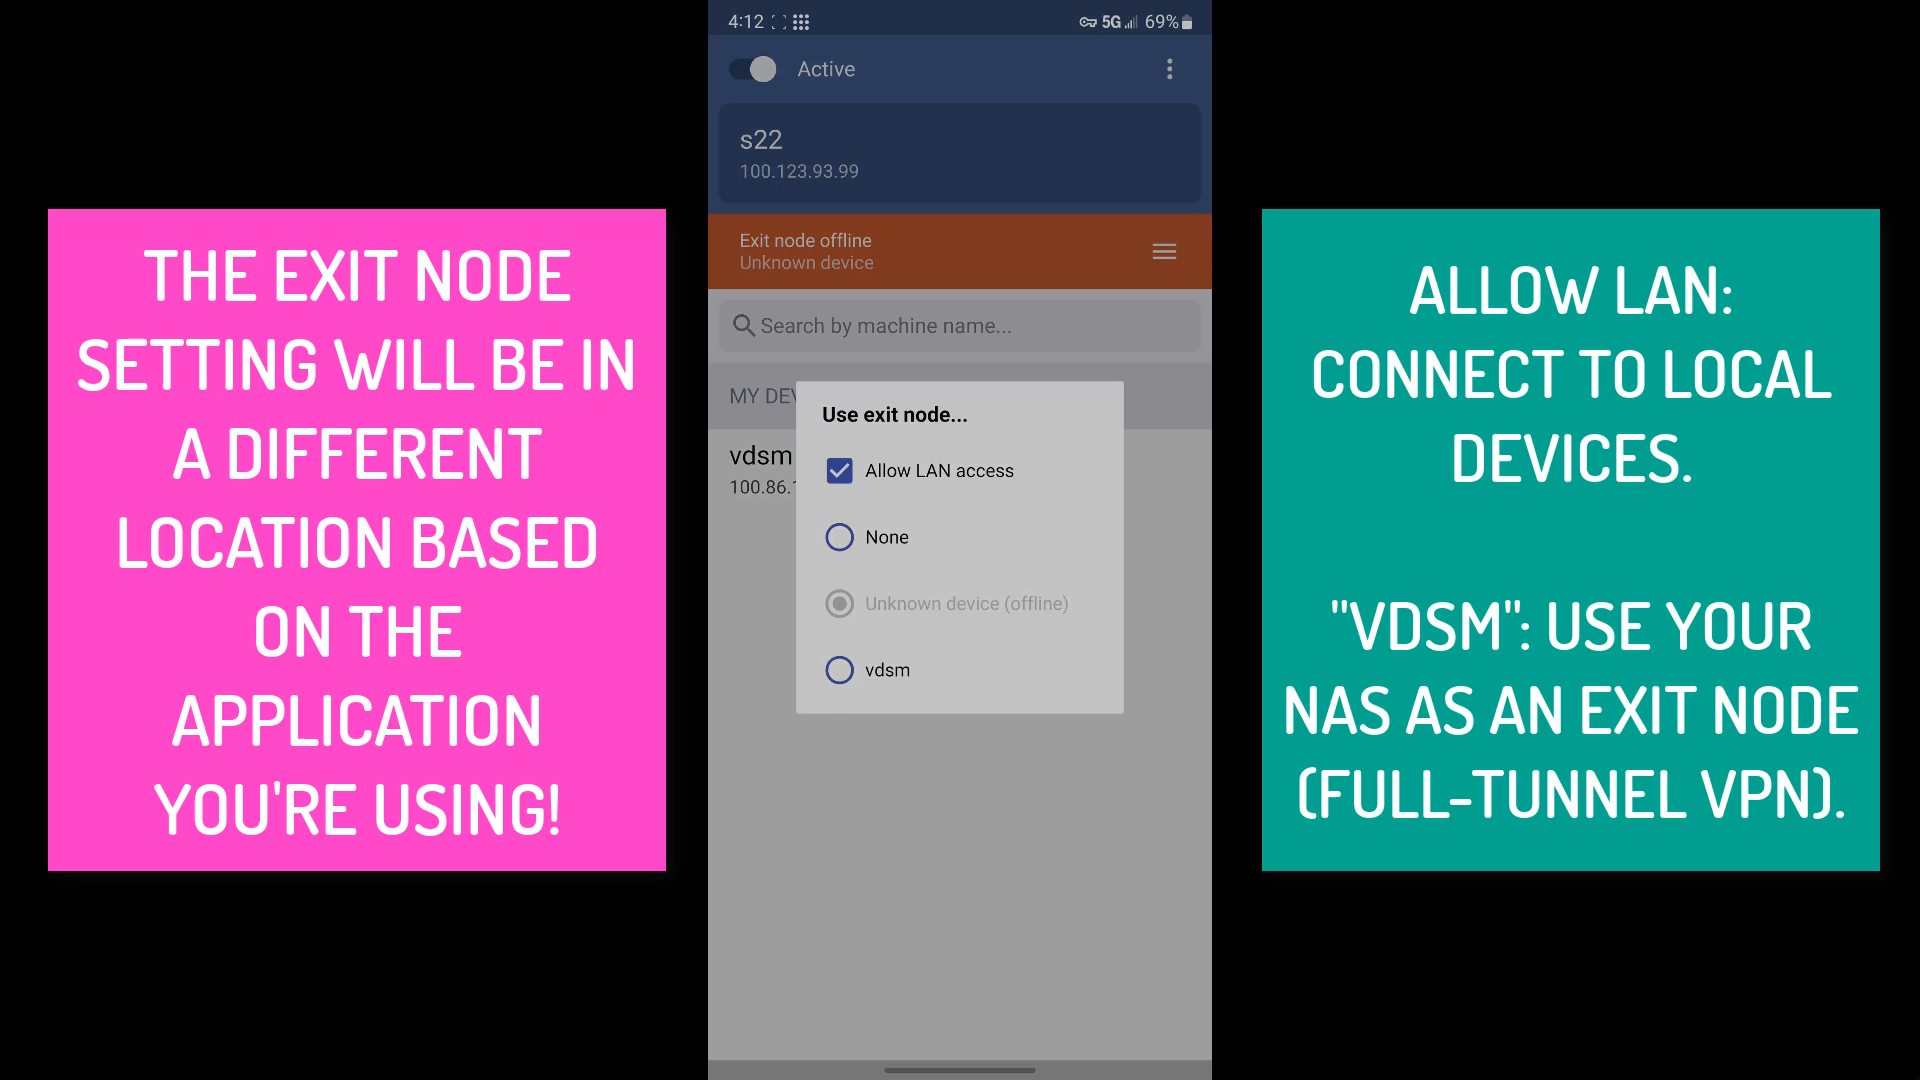 THE EXIT NODE
SETTING WILL BE IN
A DIFFERENT
LOCATION BASED
ON THE
APPLICATION
YOU'RE USING!
4:12
5G
69%
Active
s22
100.123.93.99
Exit node offline
Unknown device
Search by machine name...
MY DEV
vdsm
100.86.1
Use exit node...
Allow LAN access
None
Unknown device (offline)
vdsm
ALLOW LAN:
CONNECT TO LOCAL
DEVICES.
"VDSM": USE YOUR
NAS AS AN EXIT NODE
(FULL-TUNNEL VPN).